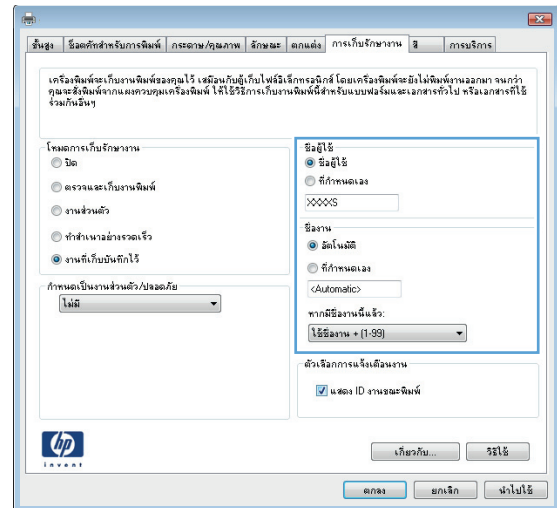 ขั้นสูง ช็อตคัทสำหรับการพิมพ์ กระดาษ/คุณภาพ ลักษณะ ตกแต่ง การเก็บรักษางาน สี การบริการ
เครื่องพิมพ์จะเก็บงานพิมพ์ของคุณไว้ เสมือนกับตู้เก็บไฟล์อิเล็กทรอนิกส์ โดยเครื่องพิมพ์จะยังไม่พิมพ์งานออกมา จนกว่า
คุณจะสั่งพิมพ์จากแผงควบคุมเครื่องพิมพ์ ให้ใช้วิธีการเก็บงานพิมพ์นี้สำหรับแบบฟอร์มและเอกสารทั่วไป หรือเอกสารที่ใช้
ร่วมกันอื่นๆ
โหมดการเก็บรักษางาน
ปิด
ตรวจและเก็บงานพิมพ์
งานส่วนตัว
ทำสำเนาอย่างรวดเร็ว
งานที่เก็บบันทึกไว้
กำหนดเป็นงานส่วนตัว/ปลอดภัย
ไม่มี
ชื่อผู้ใช้
ชื่อผู้ใช้
ที่กำหนดเอง
XXXXS
ชื่องาน
อัตโนมัติ
ที่กำหนดเอง
<Automatic>
หากมีชื่องานนี้แล้ว:
ใช้ชื่องาน + (1-99)
ตัวเลือกการแจ้งเตือนงาน
แสดง ID งานขณะพิมพ์
hp
invent
เกี่ยวกับ... วิธีใช้
ตกลง ยกเลิก นำไปใช้